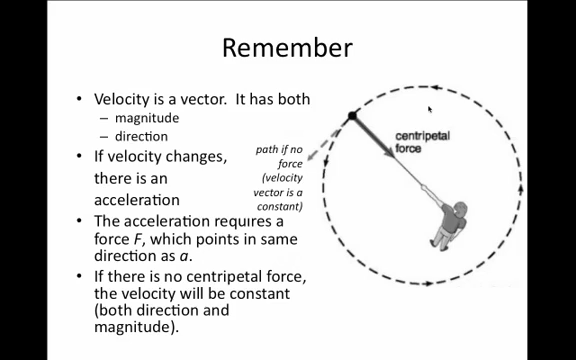 Remember
• Velocity is a vector. It has both
– magnitude
– direction
• If velocity changes,
there is an
acceleration
• The acceleration requires a
force F, which points in same
direction as a.
• If there is no centripetal force,
the velocity will be constant
(both direction and
magnitude).
path if no
force
(velocity
vector is a
constant)
centripetal
force